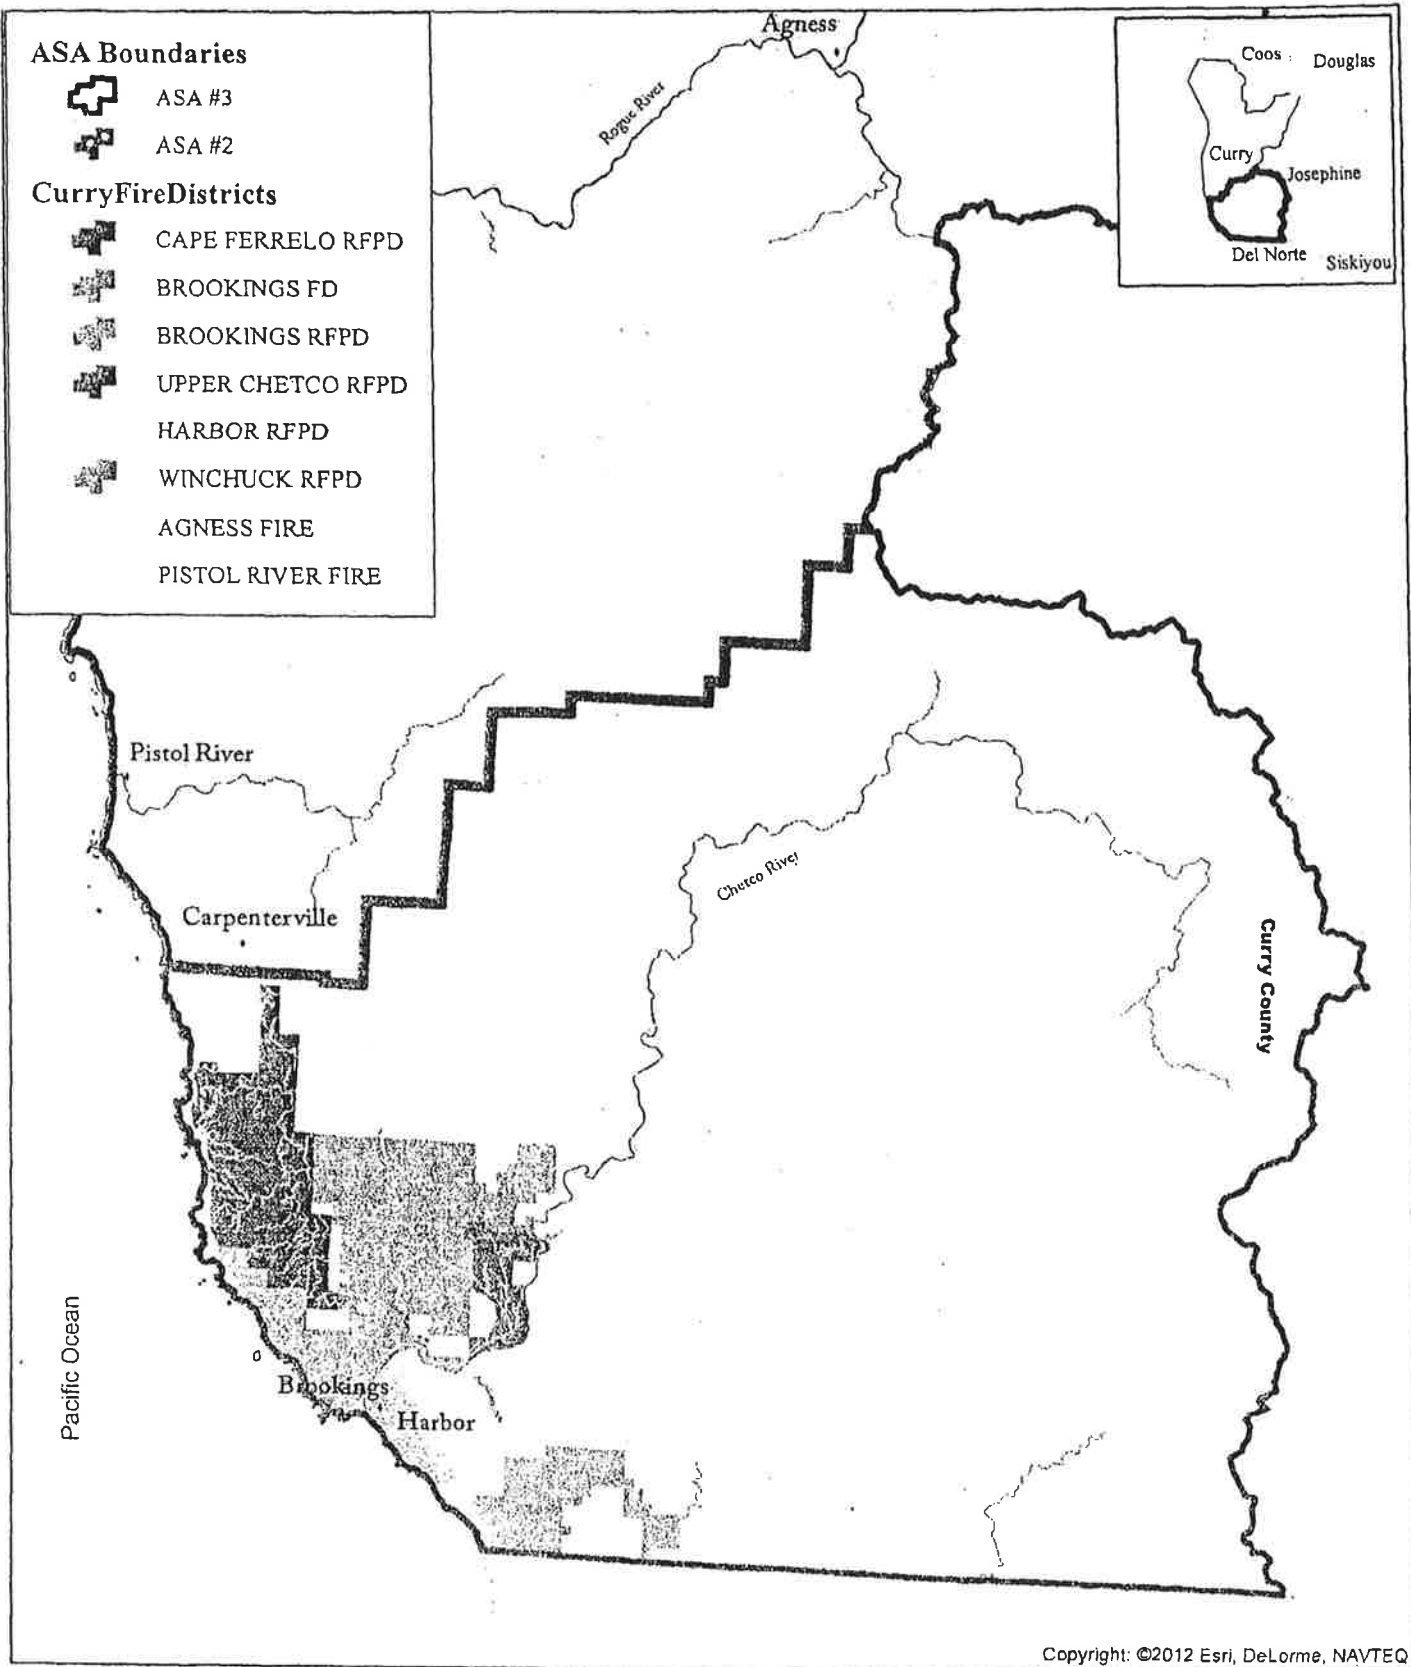 ASA Boundaries
ASA #3
ASA #2
CurryFireDistricts
CAPE FERRELO RFPD
BROOKINGS FD
BROOKINGS RFPD
UPPER CHETCO RFPD
HARBOR RFPD
WINCHUCK RFPD
AGNESS FIRE
PISTOL RIVER FIRE
Agness
Rogue River
Coos
Douglas
Curry
Josephine
Del Norte
Siskiyou
Pistol River
Carpenterville
Chetco River
Curry County
Pacific Ocean
Brookings
Harbor
Copyright: ©2012 Esri, DeLorme, NAVTEQ